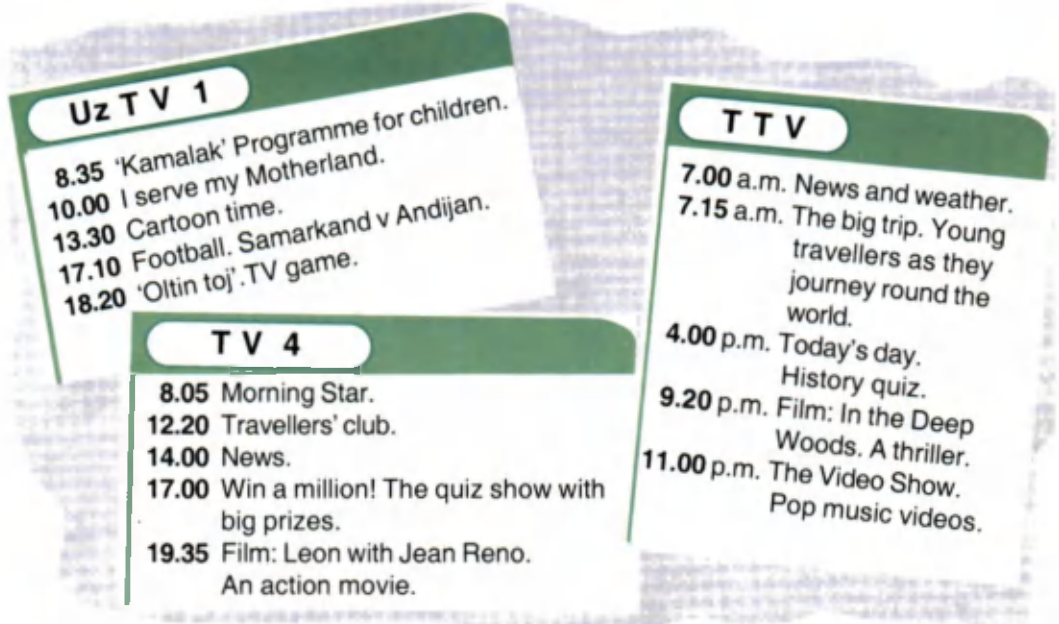 Uz T V 1
8.35 'Kamalak' Programme for children.
10.00 I serve my Motherland.
13.30 Cartoon time.
17.10 Football. Samarkand v Andijan.
18.20 'Oltin toj'.TV game.
T V 4
8.05 Morning Star.
12.20 Travellers' club.
14.00 News.
17.00 Win a million! The quiz show with
big prizes.
19.35 Film: Leon with Jean Reno.
An action movie.
T T V
7.00 a.m. News and weather.
7.15 a.m. The big trip. Young
travellers as they
journey round the
world.
4.00 p.m. Today's day.
History quiz.
9.20 p.m. Film: In the Deep
Woods. A thriller.
11.00 p.m. The Video Show.
Pop music videos.